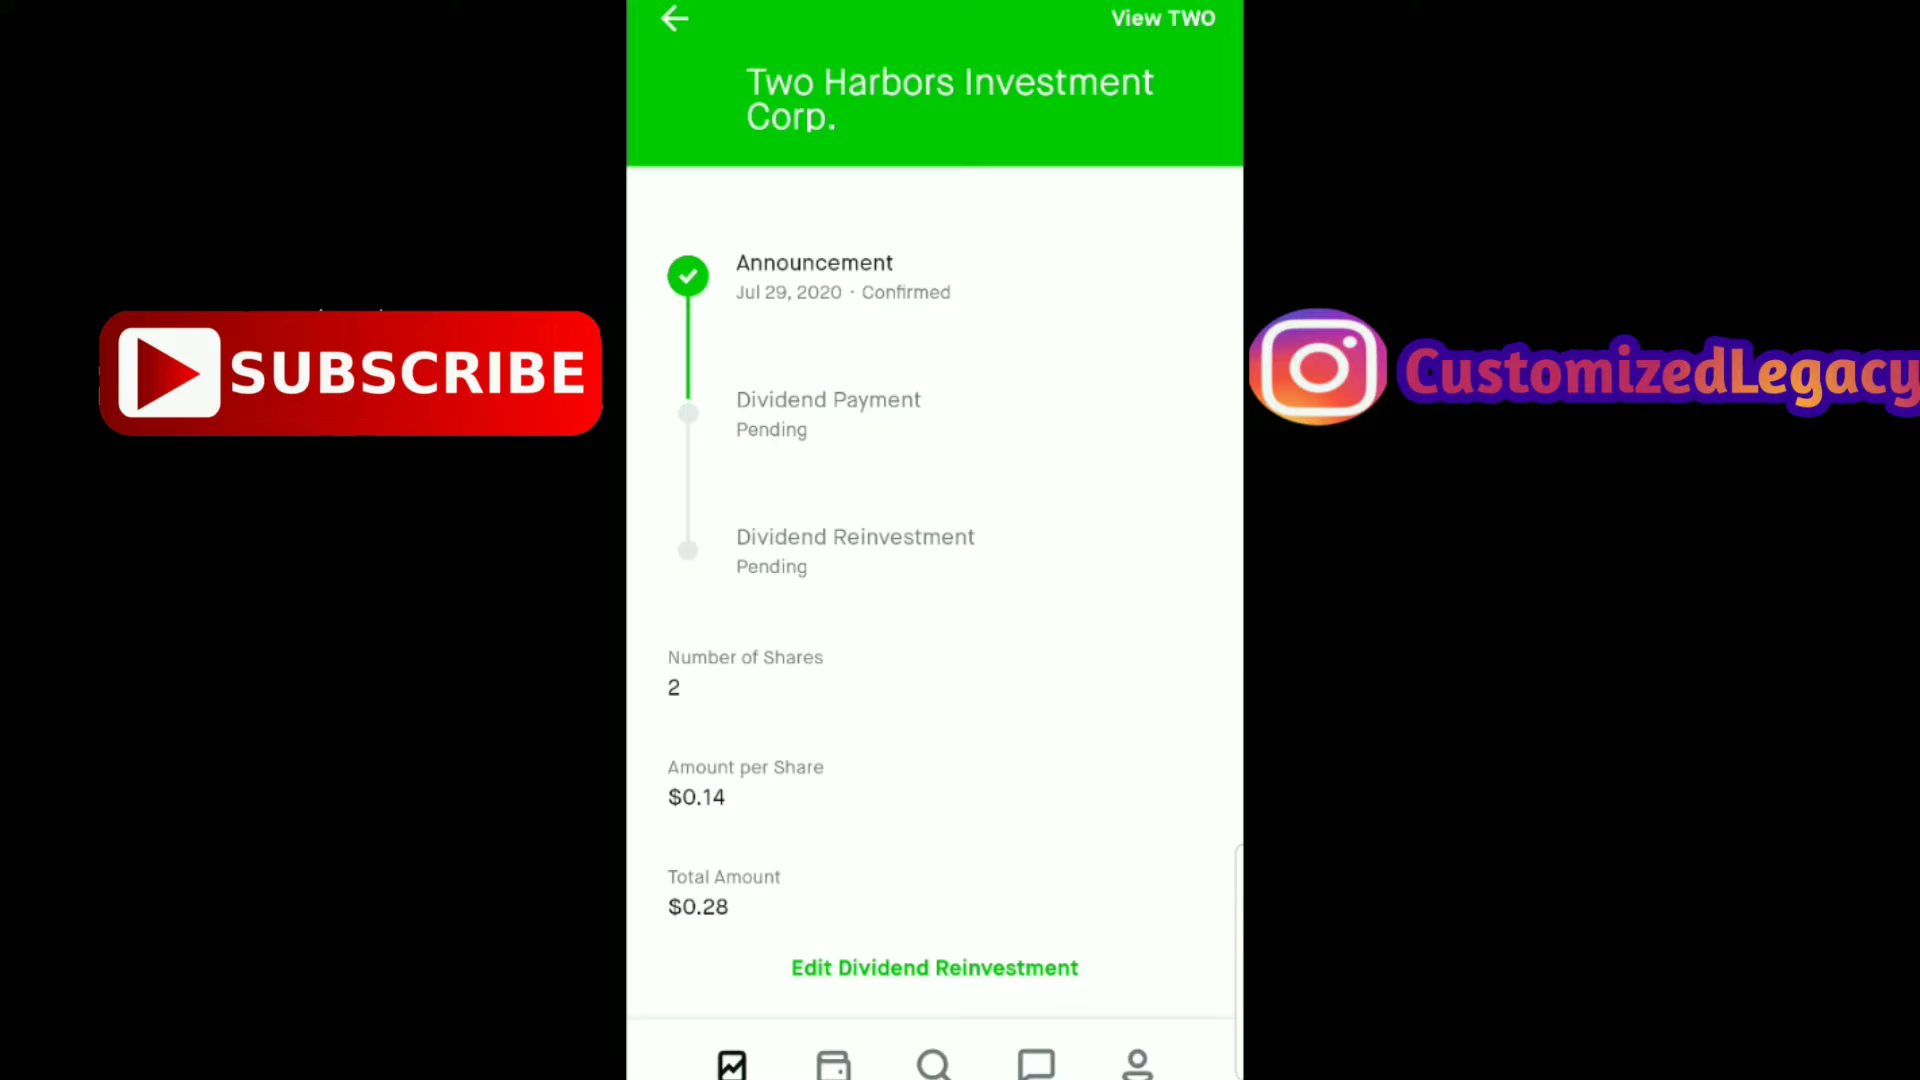 View TWO
Two Harbors Investment
Corp.
Announcement
Jul 29, 2020 · Confirmed
SUBSCRIBE
CustomizedLegacy
Dividend Payment
Pending
Dividend Reinvestment
Pending
Number of Shares
2
Amount per Share
$0.14
Total Amount
$0.28
Edit Dividend Reinvestment